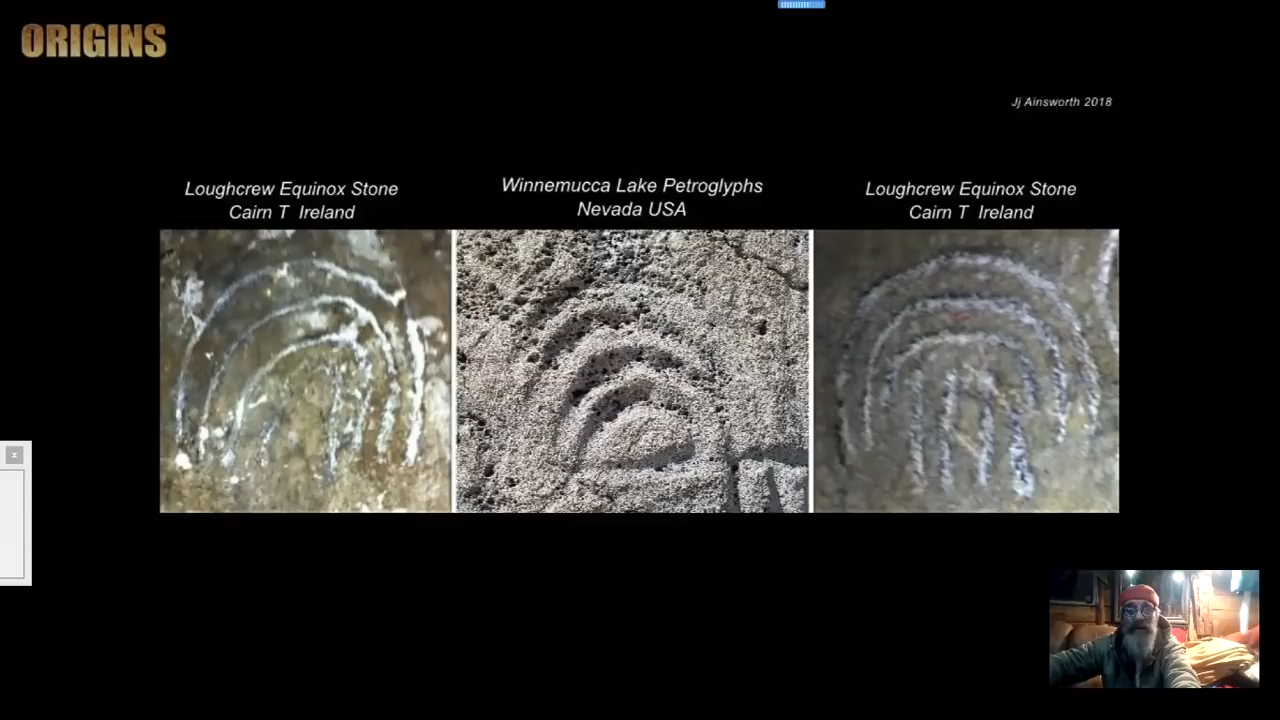 ORIGINS
Jj Ainsworth 2018
Loughcrew Equinox Stone
Cairn T Ireland
Winnemucca Lake Petroglyphs
Nevada USA
Loughcrew Equinox Stone
Cairn T Ireland
x